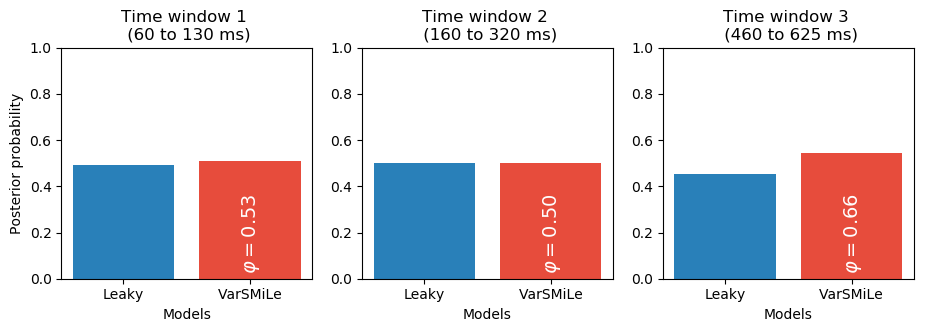 Time window 1
(60 to 130 ms)
Posterior probability
1.0
0.8
0.6
0.4
0.2
0.0
φ = 0.53
Leaky
VarSMiLe
Models
Time window 2
(160 to 320 ms)
1.0
0.8
0.6
0.4
0.2
0.0
φ = 0.50
Leaky
VarSMiLe
Models
Time window 3
(460 to 625 ms)
1.0
0.8
0.6
0.4
0.2
0.0
φ = 0.66
Leaky
VarSMiLe
Models